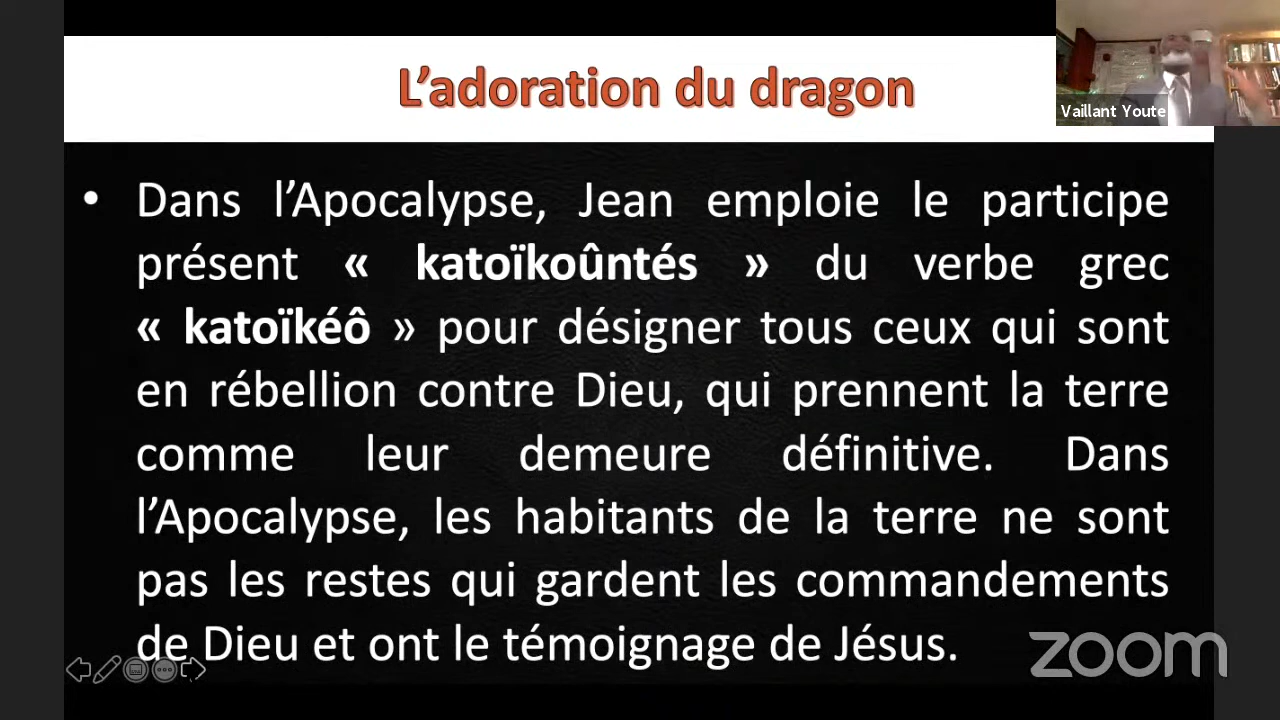 L’adoration du dragon
Vaillant Youte
• Dans l’Apocalypse, Jean emploie le participe
présent « katoïkoûntés » du verbe grec
« katoïkéô » pour désigner tous ceux qui sont
en rébellion contre Dieu, qui prennent la terre
comme leur demeure définitive. Dans
l’Apocalypse, les habitants de la terre ne sont
pas les restes qui gardent les commandements
de Dieu et ont le témoignage de Jésus.
zoom